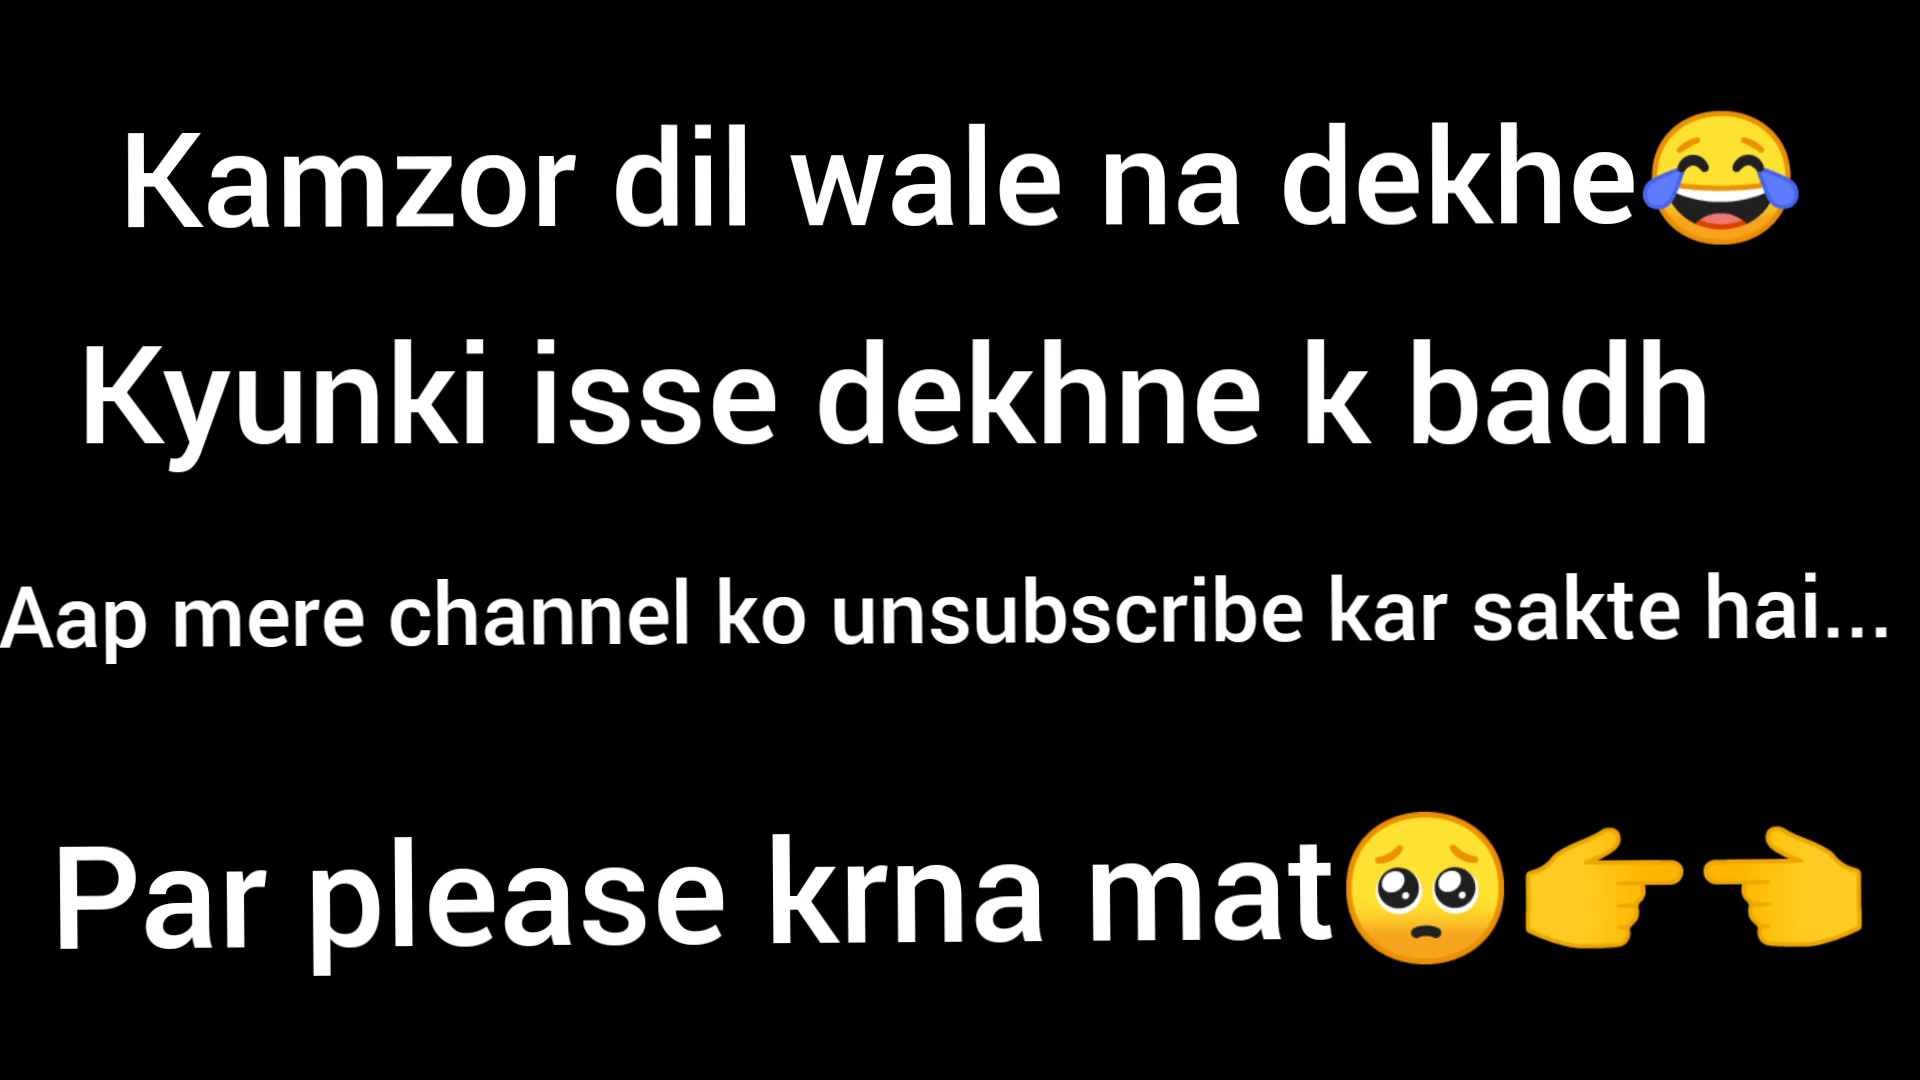 Kamzor dil wale na dekhe😂
Kyunki isse dekhne k badh
Aap mere channel ko unsubscribe kar sakte hai...
Par please krna mat🥺👉👈